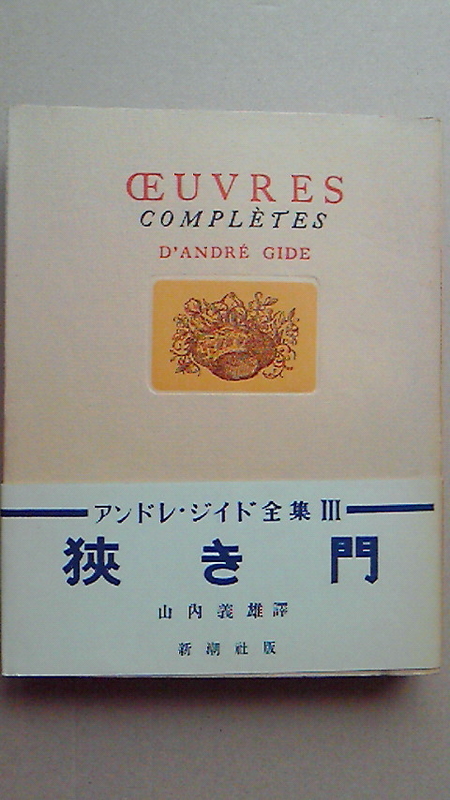 ŒUVRES
COMPLÈTES
D'ANDRÉ GIDE
アンドレ・ジイド全集 III
狭き門
山内義雄譯
新潮社版